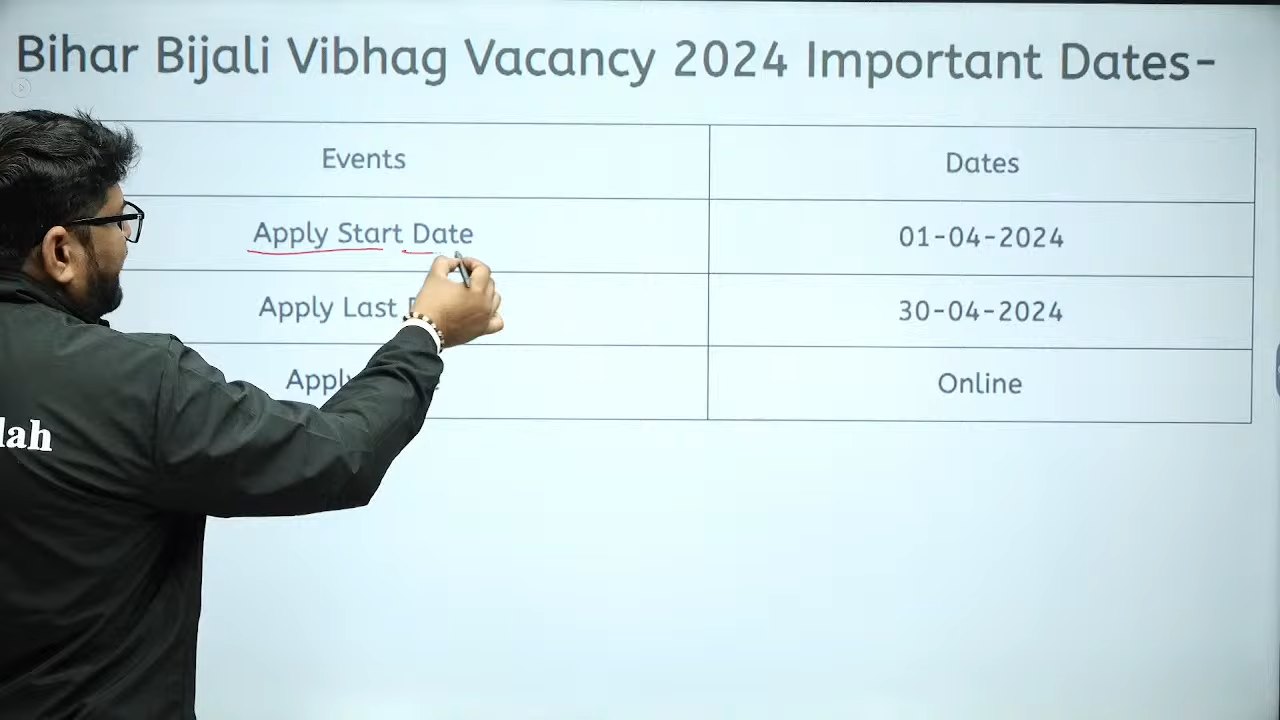 Bihar Bijali Vibhag Vacancy 2024 Important Dates-
Events Dates
Apply Start Date 01-04-2024
Apply Last 30-04-2024
Online
lah